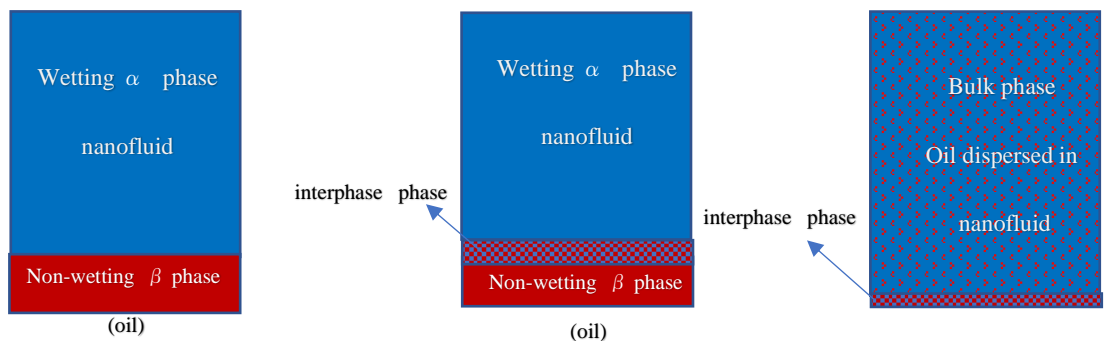 Wetting α phase
nanofluid
Non-wetting β phase
(oil)
Wetting α phase
nanofluid
interphase phase
Non-wetting β phase
(oil)
Bulk phase
Oil dispersed in
nanofluid
interphase phase